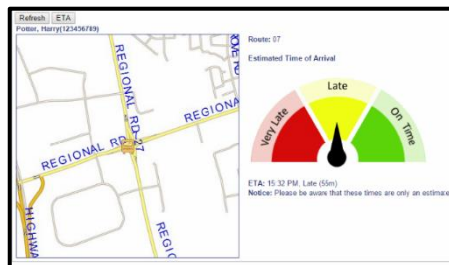 Refresh ETA
Potter, Harry(123456789)
Route: 07
Estimated Time of Arrival
REGIONAL RD
REGIONAL
REGIONAL RD 27
REGIONAL
HIGHWA
Very Late
Late
On Time
ETA: 15:32 PM, Late (55m)
Notice: Please be aware that these times are only an estimate